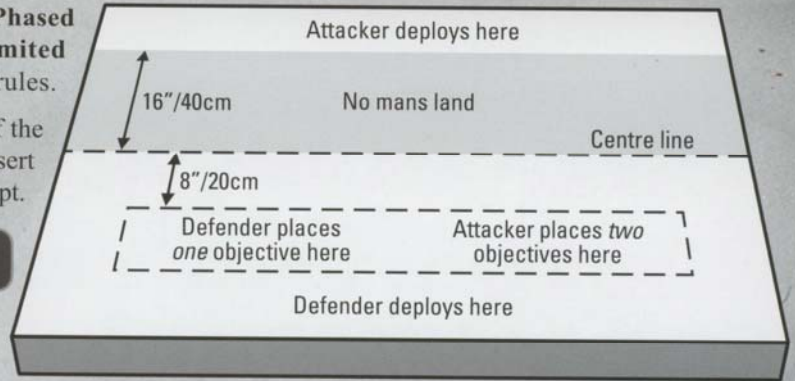 Phased
mited
rules.
f the
sert
pt.
Attacker deploys here
16"/40cm
No mans land
Centre line
8"/20cm
Defender places
one objective here
Attacker places two
objectives here
Defender deploys here